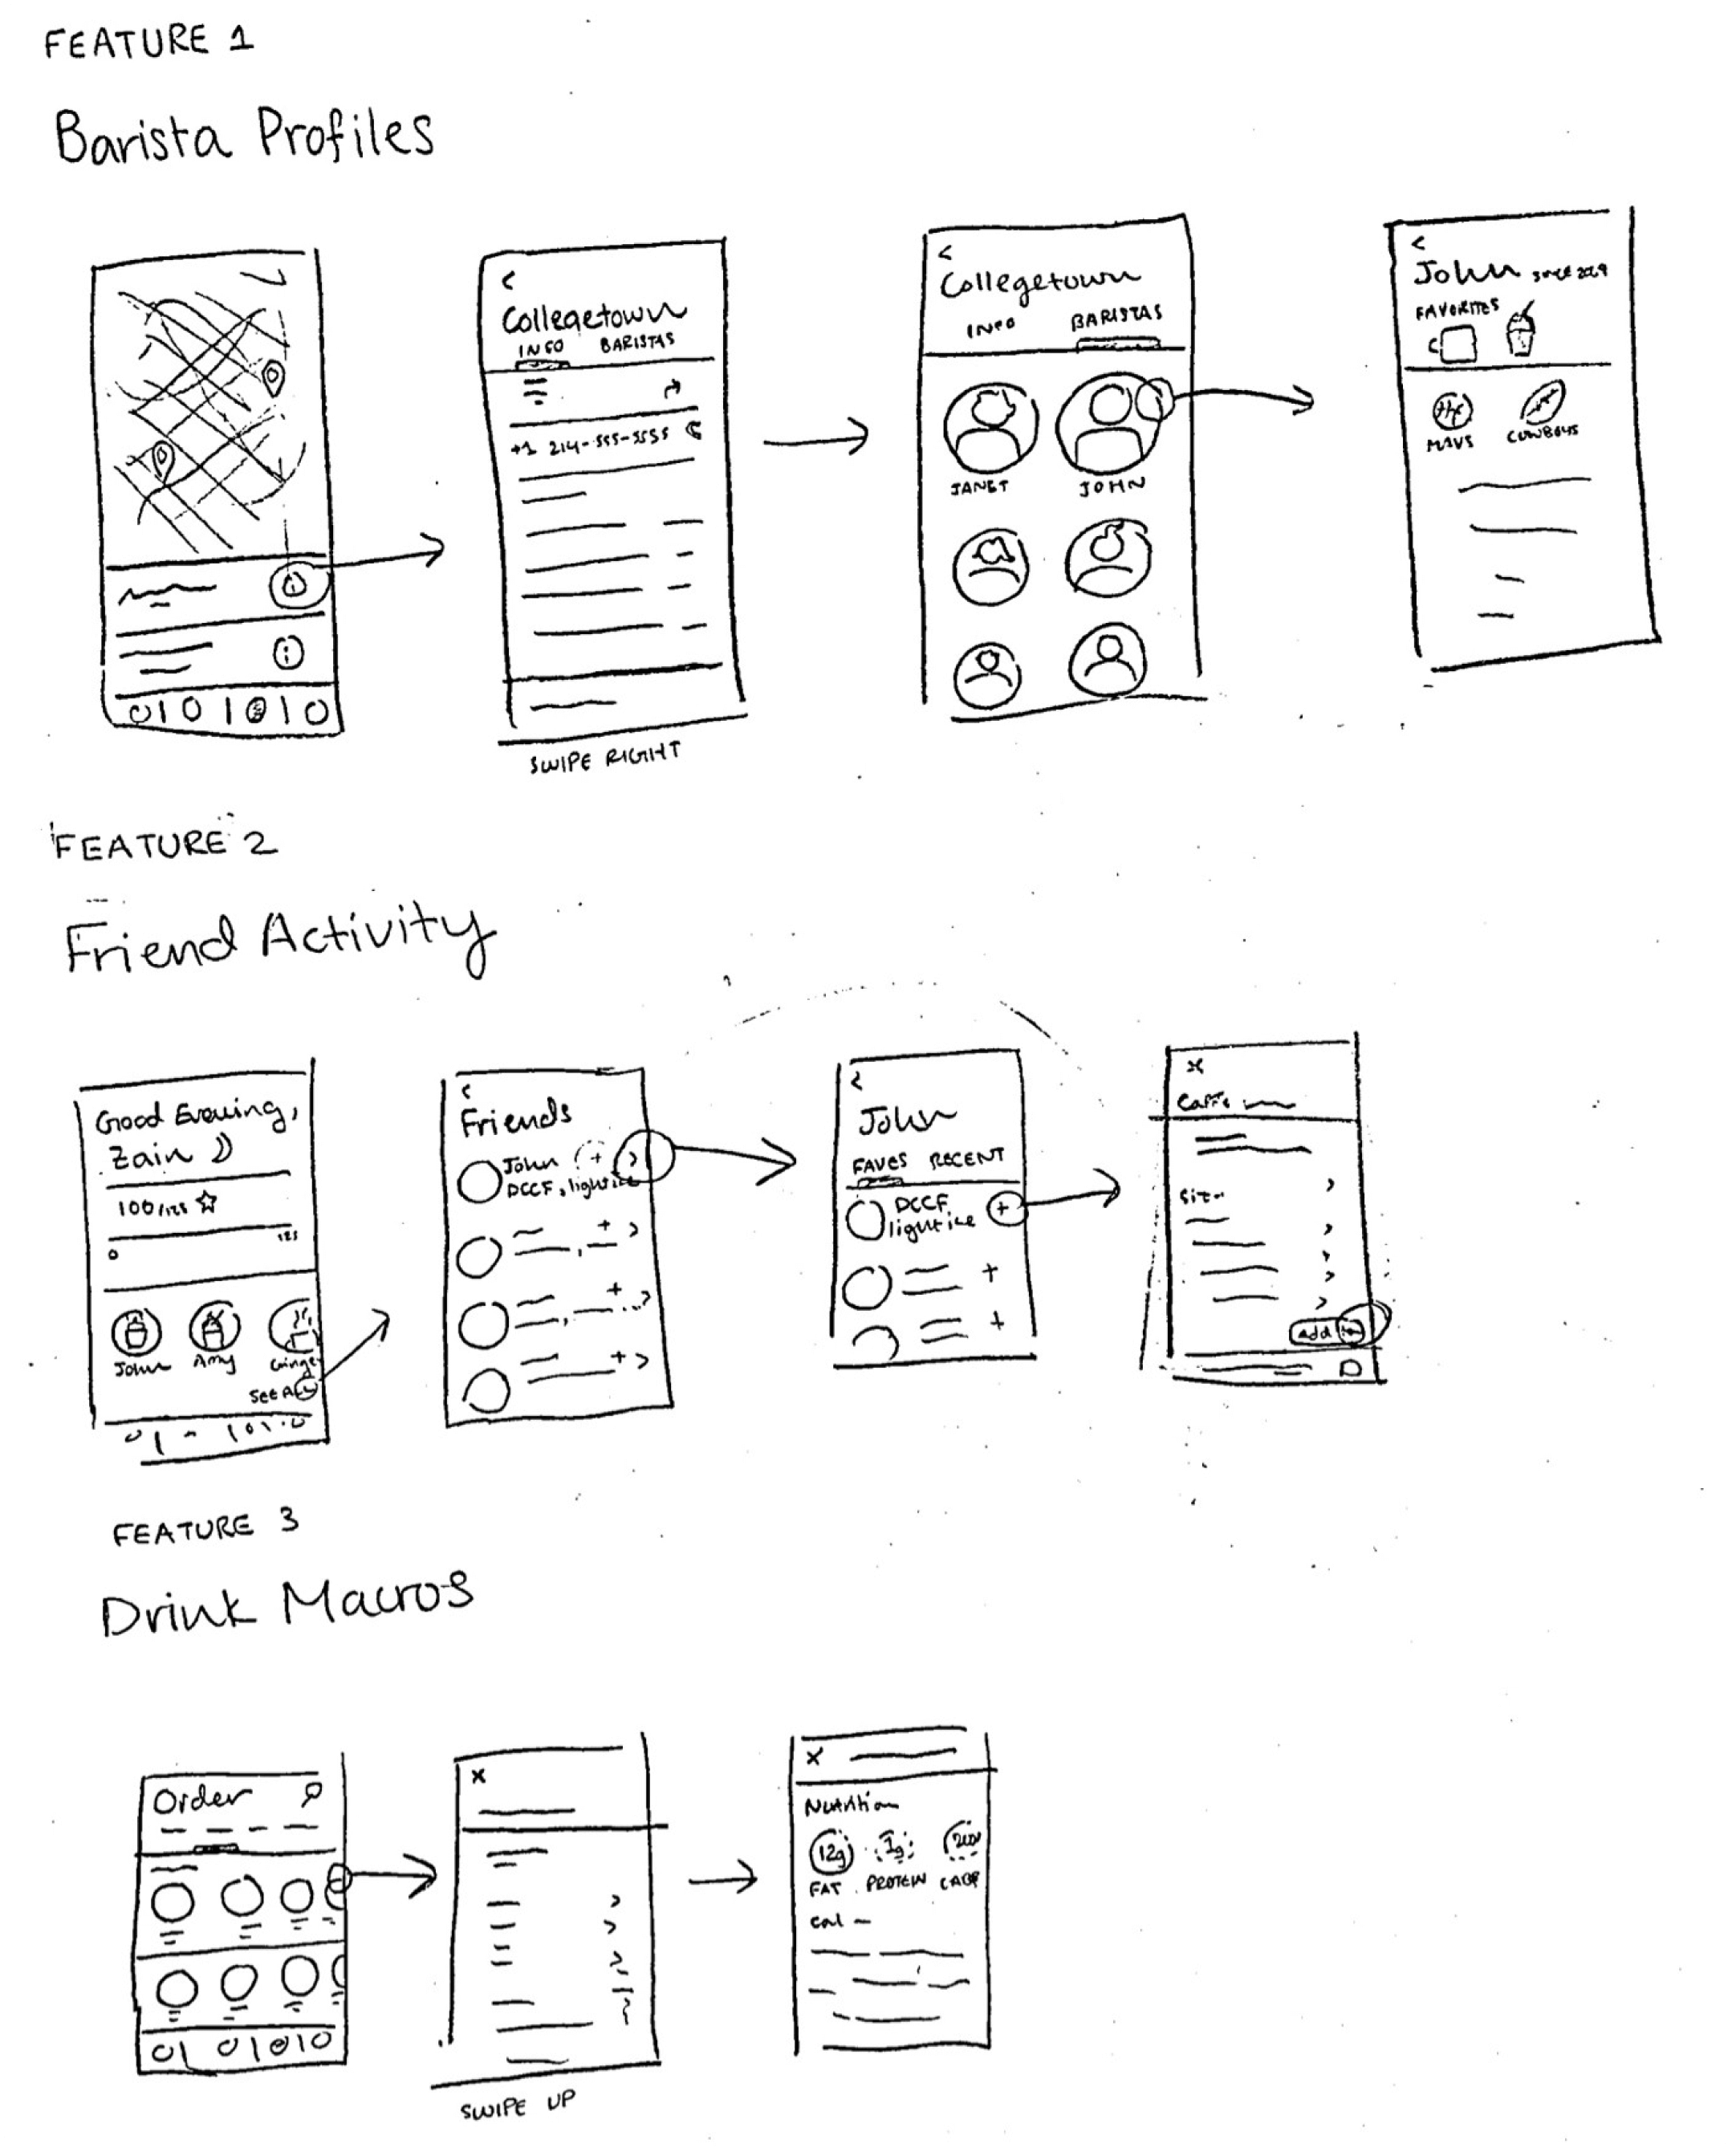 FEATURE 1
Barista Profiles
<
Collegetown
INFO BARISTAS
+1 214-555-5555
SWIPE RIGHT
<
Collegetown
INFO BARISTAS
JANET JOHN
<
John since 2019
FAVORITES
MAVS COWBOYS
FEATURE 2
Friend Activity
Good Evening,
Zain
100/125 ☆
0 125
John Amy Ginger
See All
<
Friends
John + >
DCCF, light ice
+ >
+ >
+ >
<
John
FAVES RECENT
DCCF +
light ice
+
+
x
Caffe
Add
FEATURE 3
Drink Macros
Order
x
SWIPE UP
x
Nutrition
12g 1g
FAT PROTEIN CARB
cal